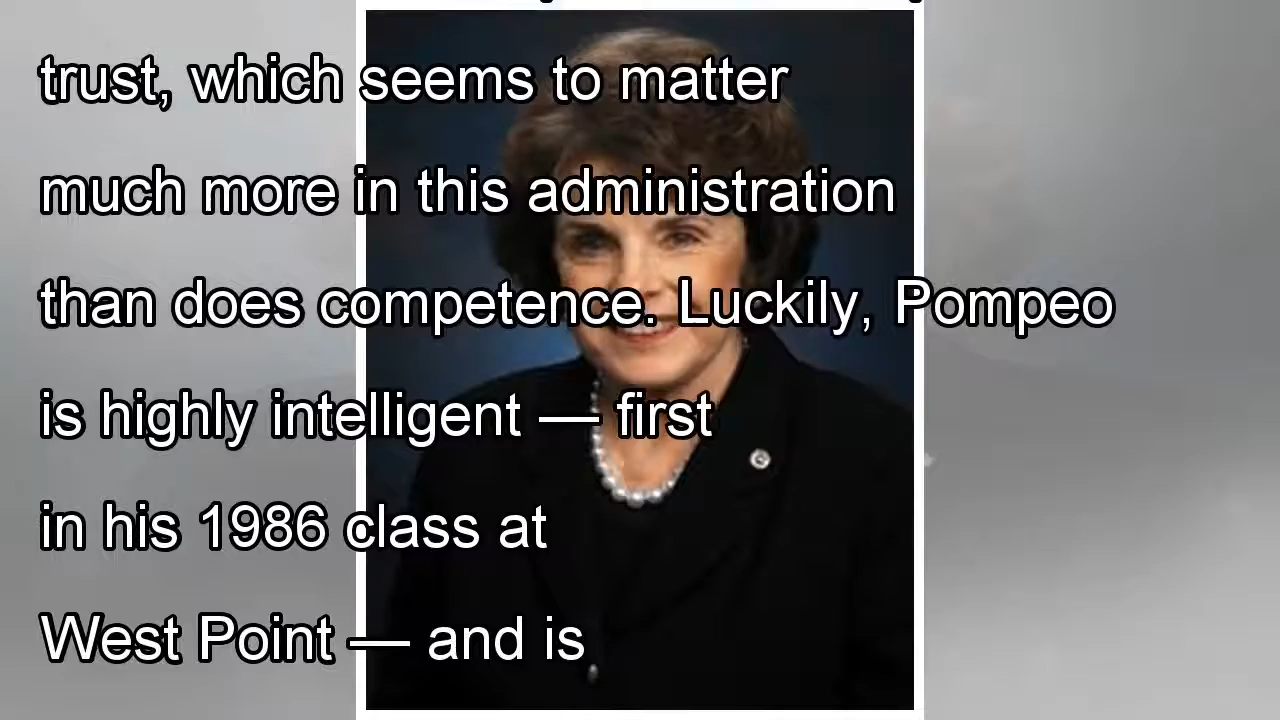 trust, which seems to matter
much more in this administration
than does competence. Luckily, Pompeo
is highly intelligent — first
in his 1986 class at
West Point — and is